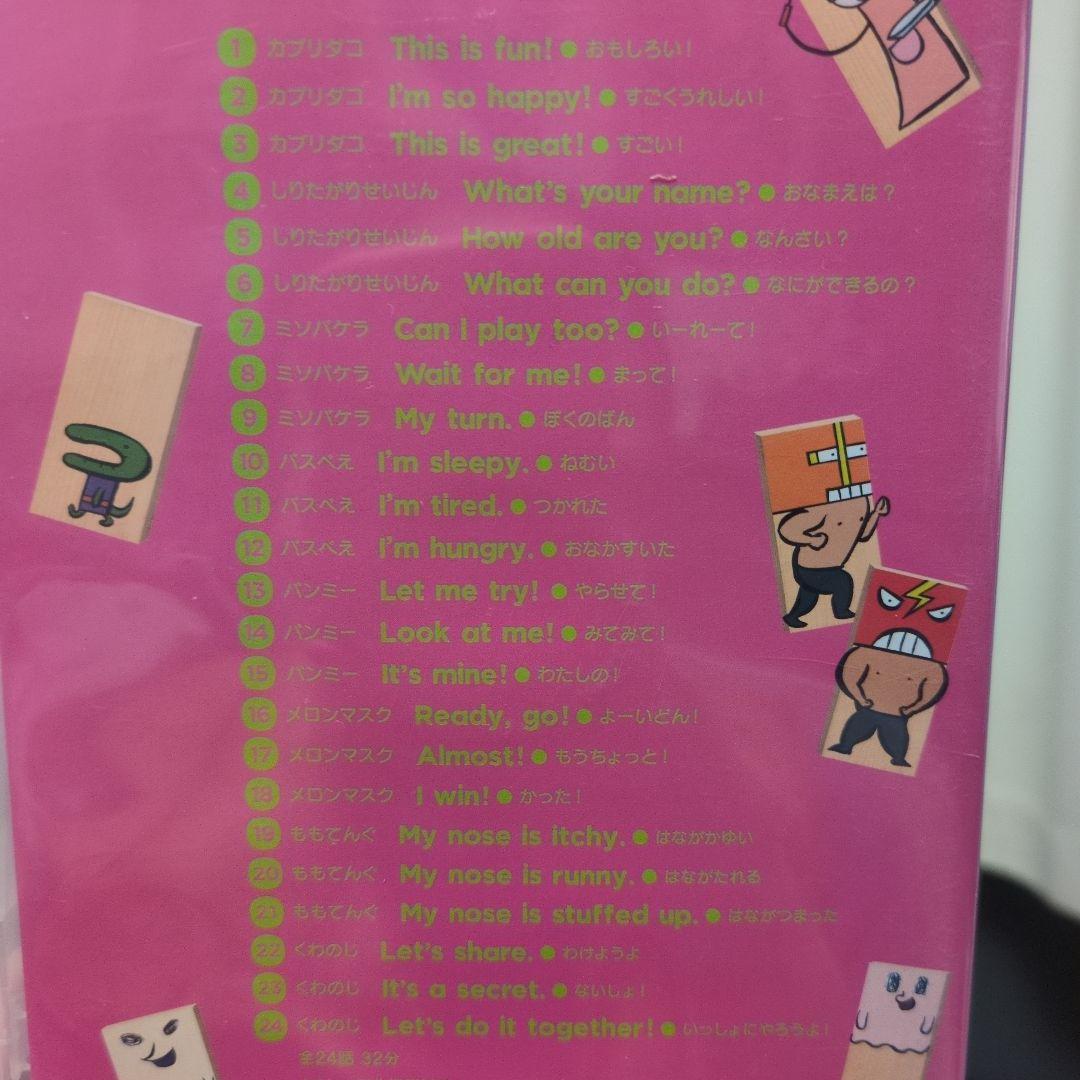 1 カブリダコ This is fun! ● おもしろい!
2 カブリダコ I'm so happy! ● すごくうれしい!
3 カブリダコ This is great! ● すごい!
4 しりたがりせいじん What's your name? ● おなまえは?
5 しりたがりせいじん How old are you? ● なんさい?
6 しりたがりせいじん What can you do? ● なにができるの?
7 ミソバケラ Can I play too? ● いーれーて!
8 ミソバケラ Wait for me! ● まって!
9 ミソバケラ My turn. ● ぼくのばん
10 バスべえ I'm sleepy. ● ねむい
11 バスべえ I'm tired. ● つかれた
12 バスべえ I'm hungry. ● おなかすいた
13 パンミー Let me try! ● やらせて!
14 パンミー Look at me! ● みてみて!
15 パンミー It's mine! ● わたしの!
16 メロンマスク Ready, go! ● よーいどん!
17 メロンマスク Almost! ● もうちょっと!
18 メロンマスク I win! ● かった!
19 ももてんぐ My nose is itchy. ● はながかゆい
20 ももてんぐ My nose is runny. ● はながたれる
21 ももてんぐ My nose is stuffed up. ● はながつまった
22 くわのじ Let's share. ● わけようよ
23 くわのじ It's a secret. ● ないしょ!
24 くわのじ Let's do it together! ● いっしょにやろうよ!
全24話 32分